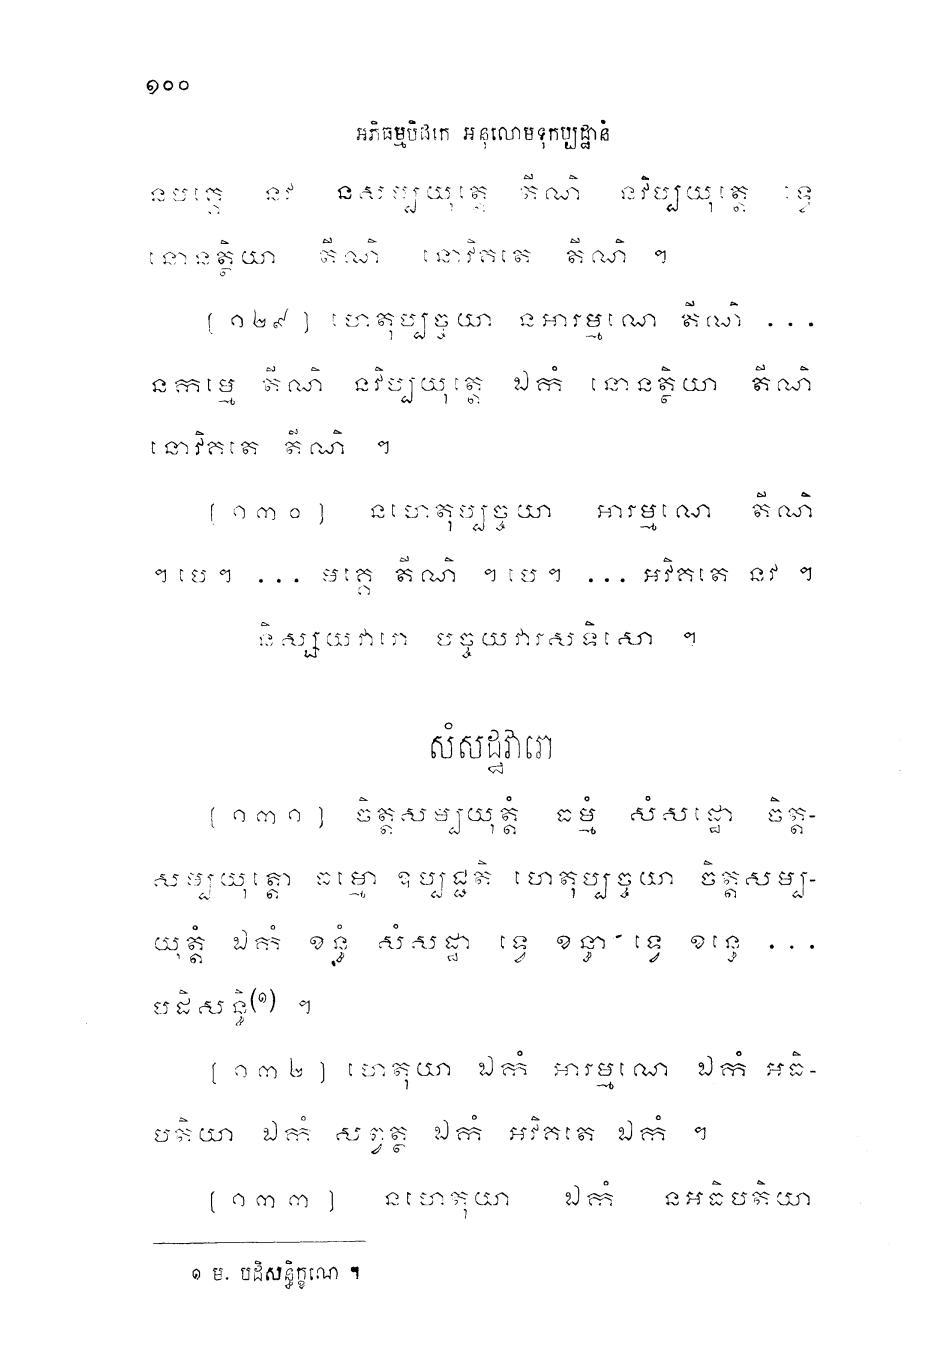 ១០០
អភិធម្មបិដកេ អនុលោមទុកប្បដ្ឋានំ
នមគ្គេ នវ នសម្បយុត្តេ តីណិ នវិប្បយុត្តេ ទ្វេ
នោនត្ថិយា តីណិ នោវិគតេ តីណិ ។
[១២៩] ហេតុប្បច្ចយា នអារម្មណេ តីណិ ...
នកម្មេ តីណិ នវិប្បយុត្តេ ឯកំ នោនត្ថិយា តីណិ
នោវិគតេ តីណិ ។
[១៣០] នហេតុប្បច្ចយា អារម្មណេ តីណិ
។បេ។ ... មគ្គេ តីណិ ។បេ។ ... អវិគតេ នវ ។
និស្សយវារោ បច្ចយវារសទិសោ ។
សំសដ្ឋវារោ
[១៣១] ចិត្តសម្បយុត្តំ ធម្មំ សំសដ្ឋោ ចិត្ត-
សម្បយុត្តោ ធម្មោ ឧប្បជ្ជតិ ហេតុប្បច្ចយា ចិត្តសម្ប-
យុត្តំ ឯកំ ខន្ធំ សំសដ្ឋា ទ្វេ ខន្ធា ទ្វេ ខន្ធេ ...
បដិសន្ធិ(១) ។
[១៣២] ហេតុយា ឯកំ អារម្មណេ ឯកំ អធិ-
បតិយា ឯកំ សព្វត្ថ ឯកំ អវិគតេ ឯកំ ។
[១៣៣] នហេតុយា ឯកំ នអធិបតិយា
១ ម. បដិសន្ធិក្ខណេ ។